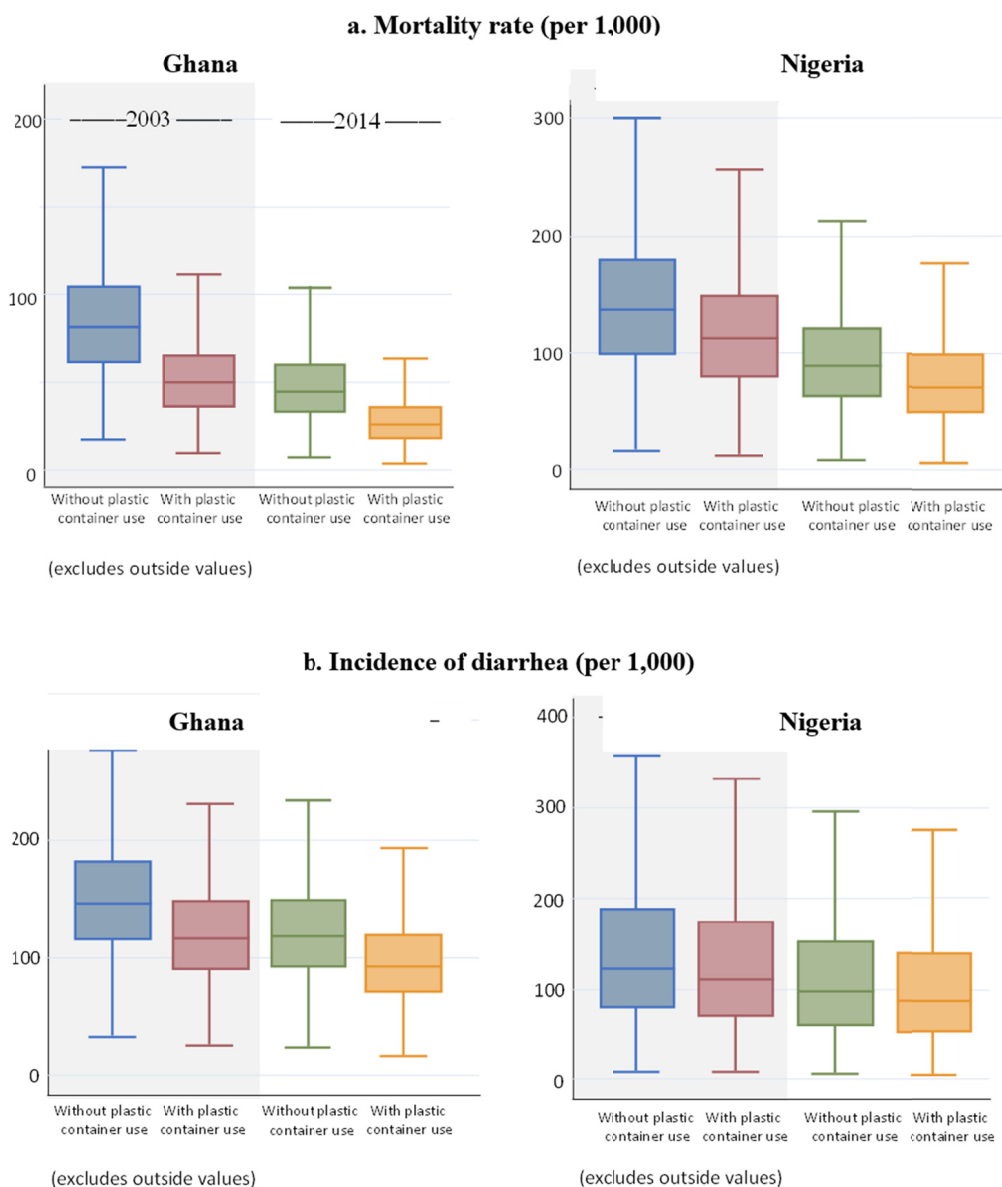 a. Mortality rate (per 1,000)
Ghana
Nigeria
200
2003
2014
100
0
Without plastic With plastic Without plastic With plastic
container use container use container use container use
(excludes outside values)
300
200
100
0
Without plastic With plastic Without plastic With plastic
container use container use container use container use
(excludes outside values)
b. Incidence of diarrhea (per 1,000)
Ghana
Nigeria
200
100
0
Without plastic With plastic Without plastic With plastic
container use container use container use container use
(excludes outside values)
400
300
200
100
0
Without plastic With plastic Without plastic With plastic
container use container use container use container use
(excludes outside values)